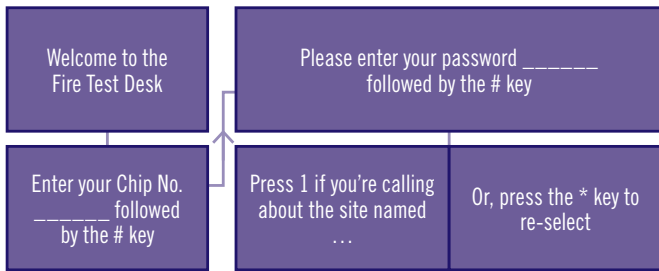 Welcome to the
Fire Test Desk
Enter your Chip No.
______ followed
by the # key
Please enter your password ______
followed by the # key
Press 1 if you're calling
about the site named
...
Or, press the * key to
re-select